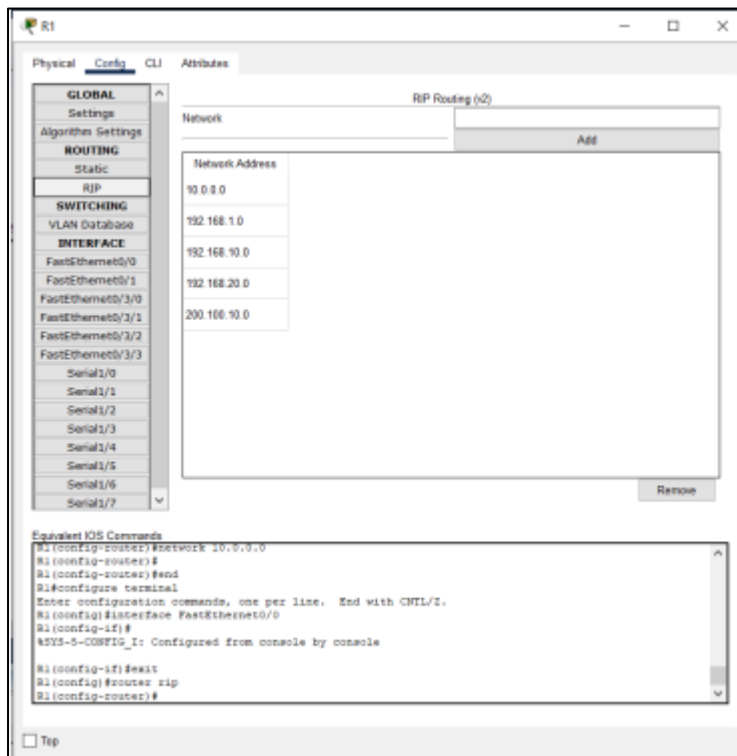 R1
Physical Config CLI Attributes
GLOBAL
Settings
Algorithm Settings
ROUTING
Static
RIP
SWITCHING
VLAN Database
INTERFACE
FastEthernet0/0
FastEthernet0/1
FastEthernet0/3/0
FastEthernet0/3/1
FastEthernet0/3/2
FastEthernet0/3/3
Serial1/0
Serial1/1
Serial1/2
Serial1/3
Serial1/4
Serial1/5
Serial1/6
Serial1/7
RIP Routing (v2)
Network
Add
Network Address
10.0.0.0
192.168.1.0
192.168.10.0
192.168.20.0
200.100.10.0
Remove
Equivalent IOS Commands
R1(config-router)#network 10.0.0.0
R1(config-router)#
R1(config-router)#end
R1#configure terminal
Enter configuration commands, one per line. End with CNTL/Z.
R1(config)#interface FastEthernet0/0
R1(config-if)#
%SYS-5-CONFIG_I: Configured from console by console
R1(config-if)#exit
R1(config)#router rip
R1(config-router)#
Top